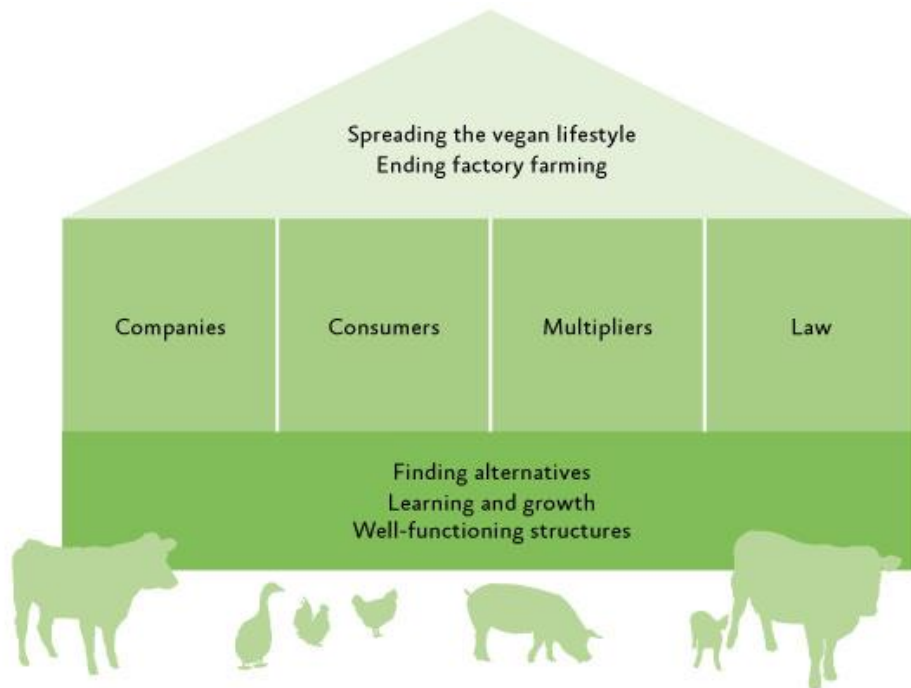 Spreading the vegan lifestyle
Ending factory farming
Companies
Consumers
Multipliers
Law
Finding alternatives
Learning and growth
Well-functioning structures